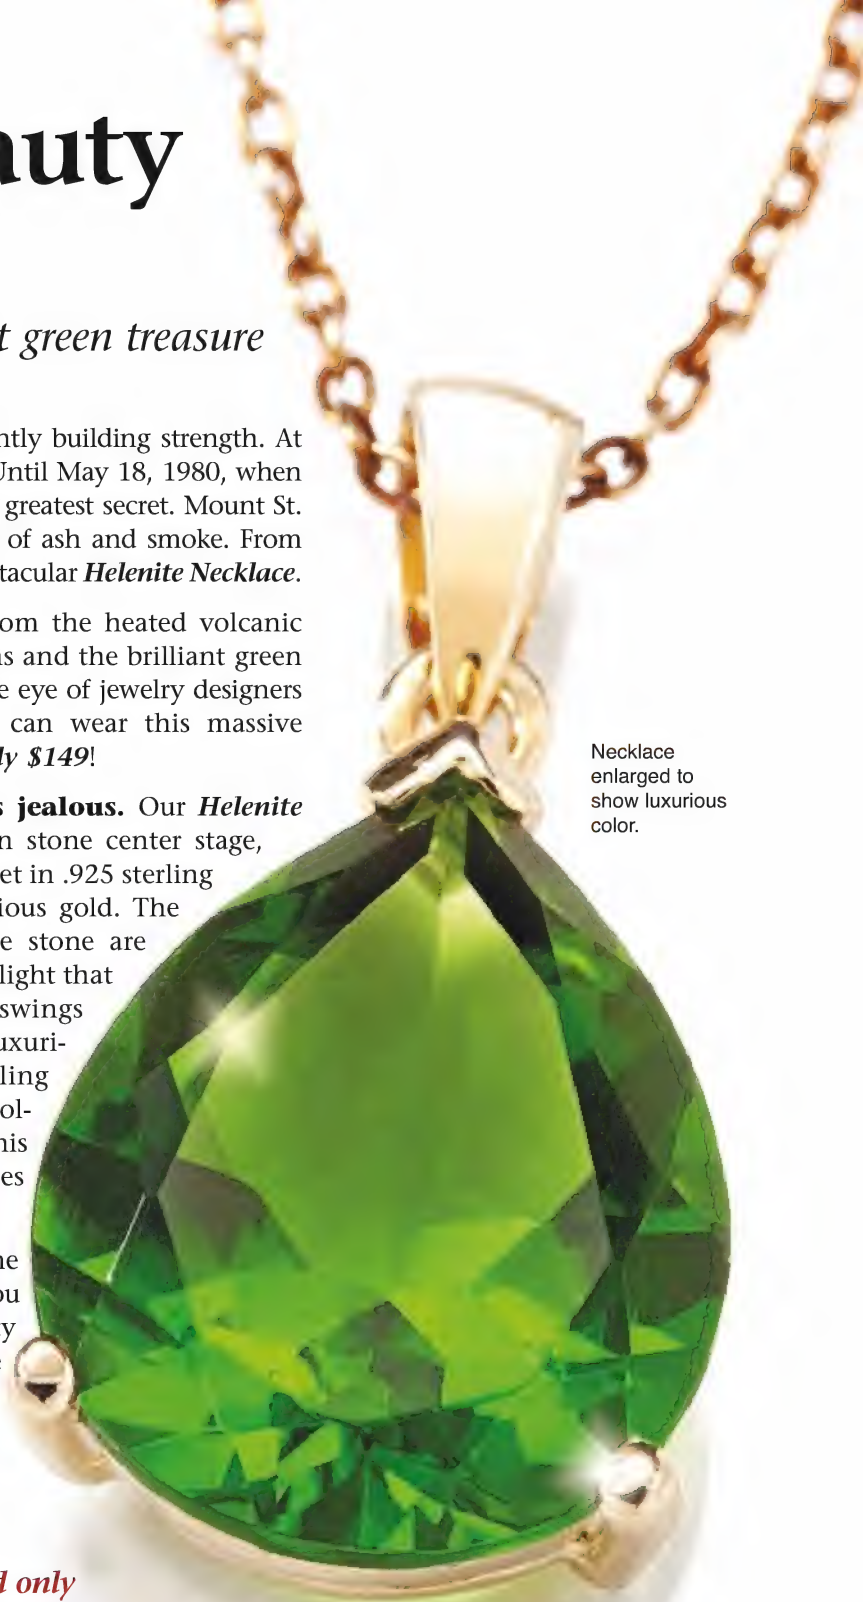 auty
t green treasure
ntly building strength. At
Until May 18, 1980, when
greatest secret. Mount St.
of ash and smoke. From
tacular Helenite Necklace.
om the heated volcanic
ns and the brilliant green
e eye of jewelry designers
can wear this massive
ly $149!
s jealous. Our Helenite
n stone center stage,
et in .925 sterling
ious gold. The
e stone are
light that
swings
uxuri-
ling
ol-
his
es
ne
ou
y
e
Necklace
enlarged to
show luxurious
color.
d only